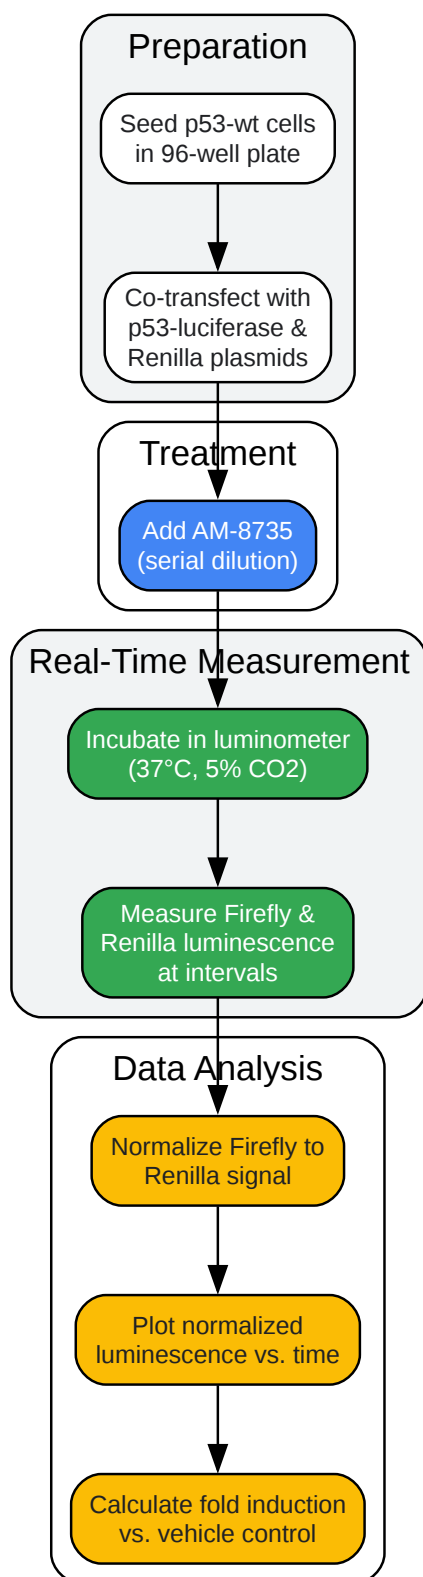 Preparation
Seed p53-wt cells
in 96-well plate
Co-transfect with
p53-luciferase &
Renilla plasmids
Treatment
Add AM-8735
(serial dilution)
Real-Time Measurement
Incubate in luminometer
(37°C, 5% CO2)
Measure Firefly &
Renilla luminescence
at intervals
Data Analysis
Normalize Firefly to
Renilla signal
Plot normalized
luminescence vs. time
Calculate fold induction
vs. vehicle control